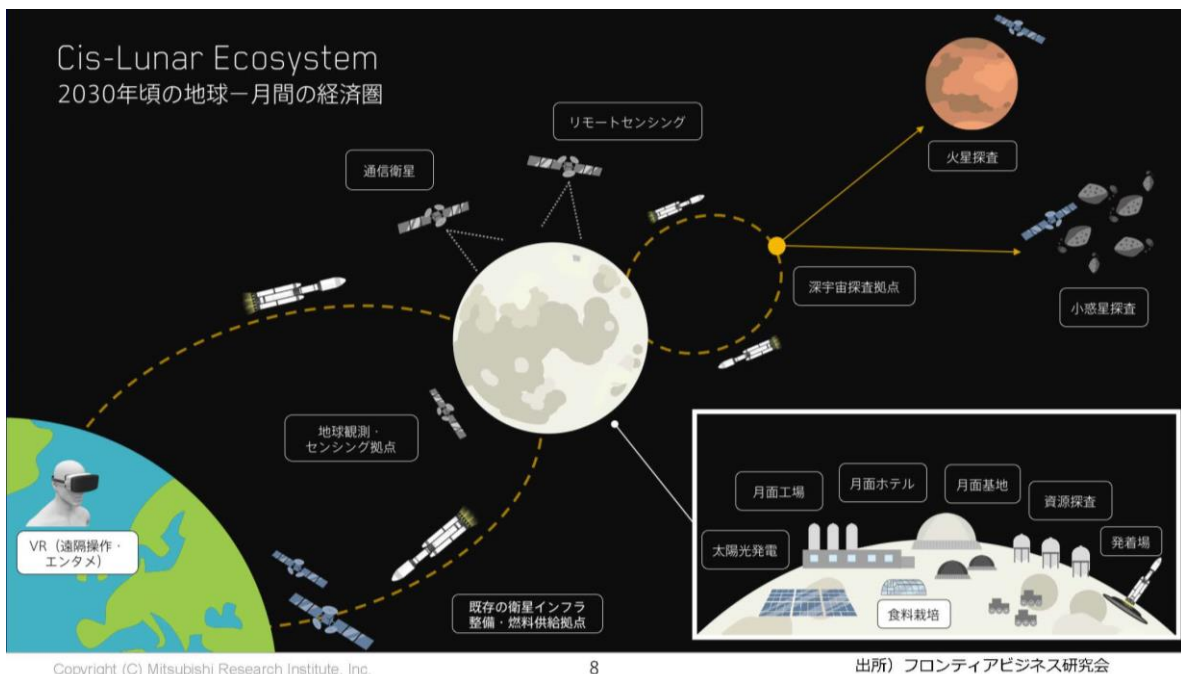 Cis-Lunar Ecosystem
2030年頃の地球ー月間の経済圏
リモートセンシング
通信衛星
火星探査
深宇宙探査拠点
小惑星探査
地球観測・
センシング拠点
VR（遠隔操作・
エンタメ）
既存の衛星インフラ
整備・燃料供給拠点
月面工場
月面ホテル
月面基地
資源探査
太陽光発電
発着場
食料栽培
Copyright (C) Mitsubishi Research Institute, Inc.
8
出所）フロンティアビジネス研究会